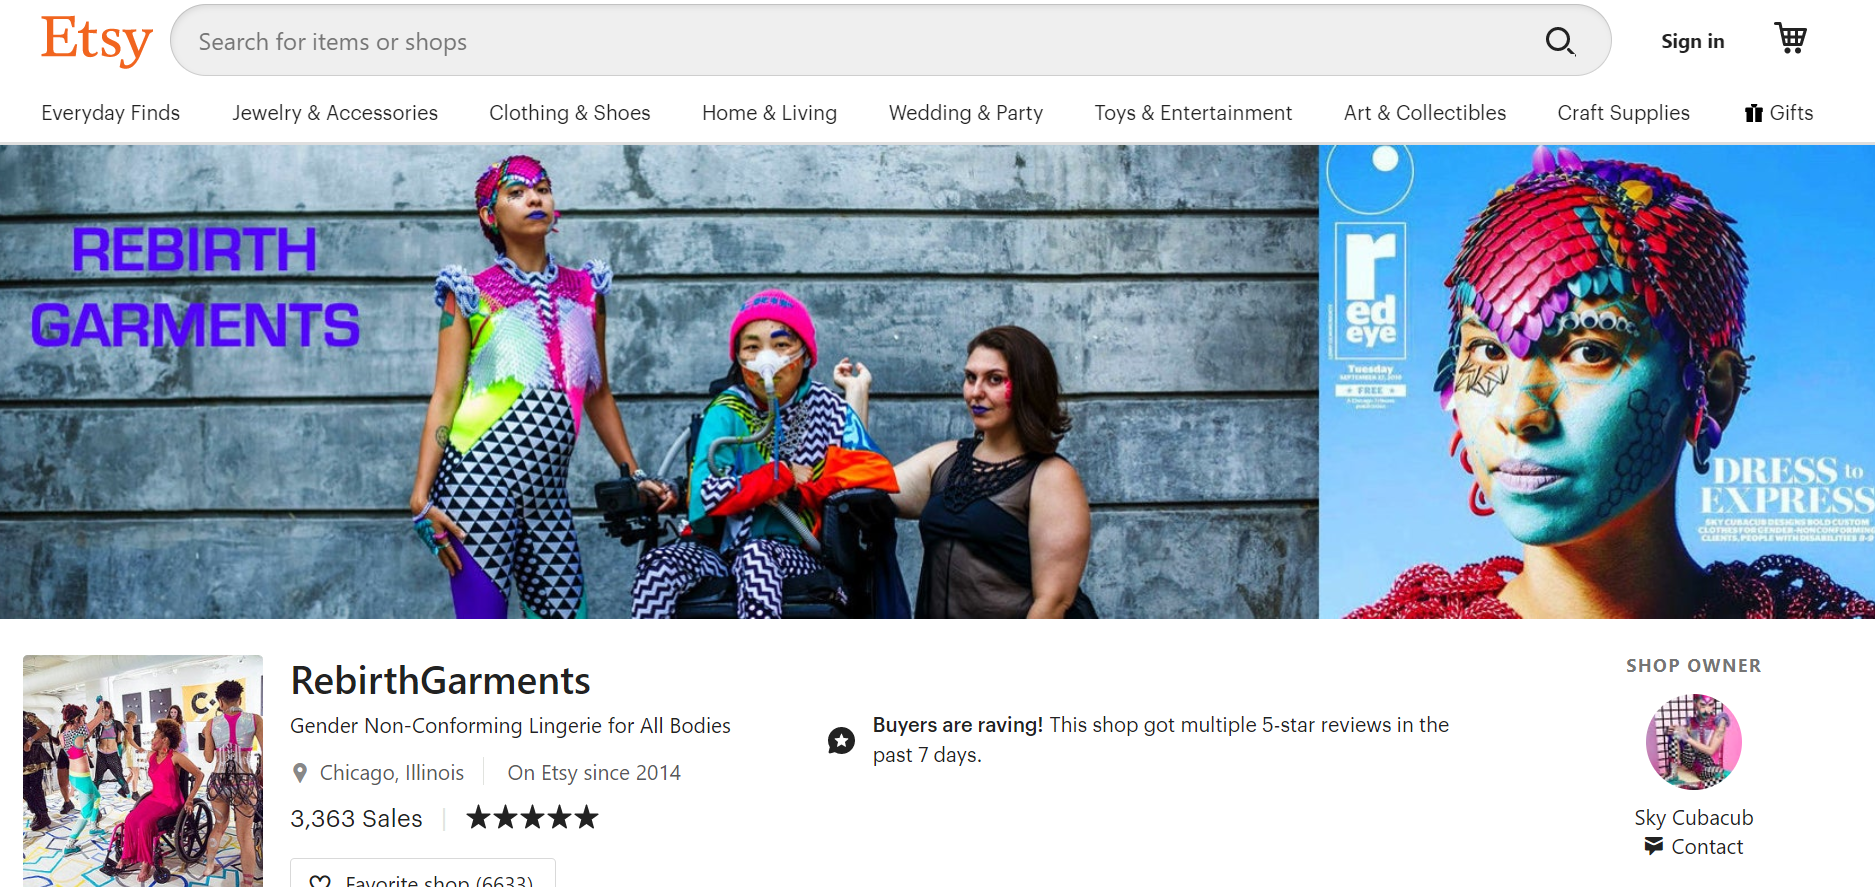 Etsy
Search for items or shops
Sign in
Everyday Finds
Jewelry & Accessories
Clothing & Shoes
Home & Living
Wedding & Party
Toys & Entertainment
Art & Collectibles
Craft Supplies
Gifts
REBIRTH
GARMENTS
r
ed
eye
Tuesday
SEPTEMBER 27, 2016
FREE
DRESS to
EXPRESS
SKY CUBACUB DESIGNS BOLD CUSTOM
CLOTHES FOR GENDER-NONCONFORMING
CLIENTS, PEOPLE WITH DISABILITIES 8-9
RebirthGarments
Gender Non-Conforming Lingerie for All Bodies
Chicago, Illinois
On Etsy since 2014
3,363 Sales
Favorite shop (6633)
Buyers are raving! This shop got multiple 5-star reviews in the
past 7 days.
SHOP OWNER
Sky Cubacub
Contact